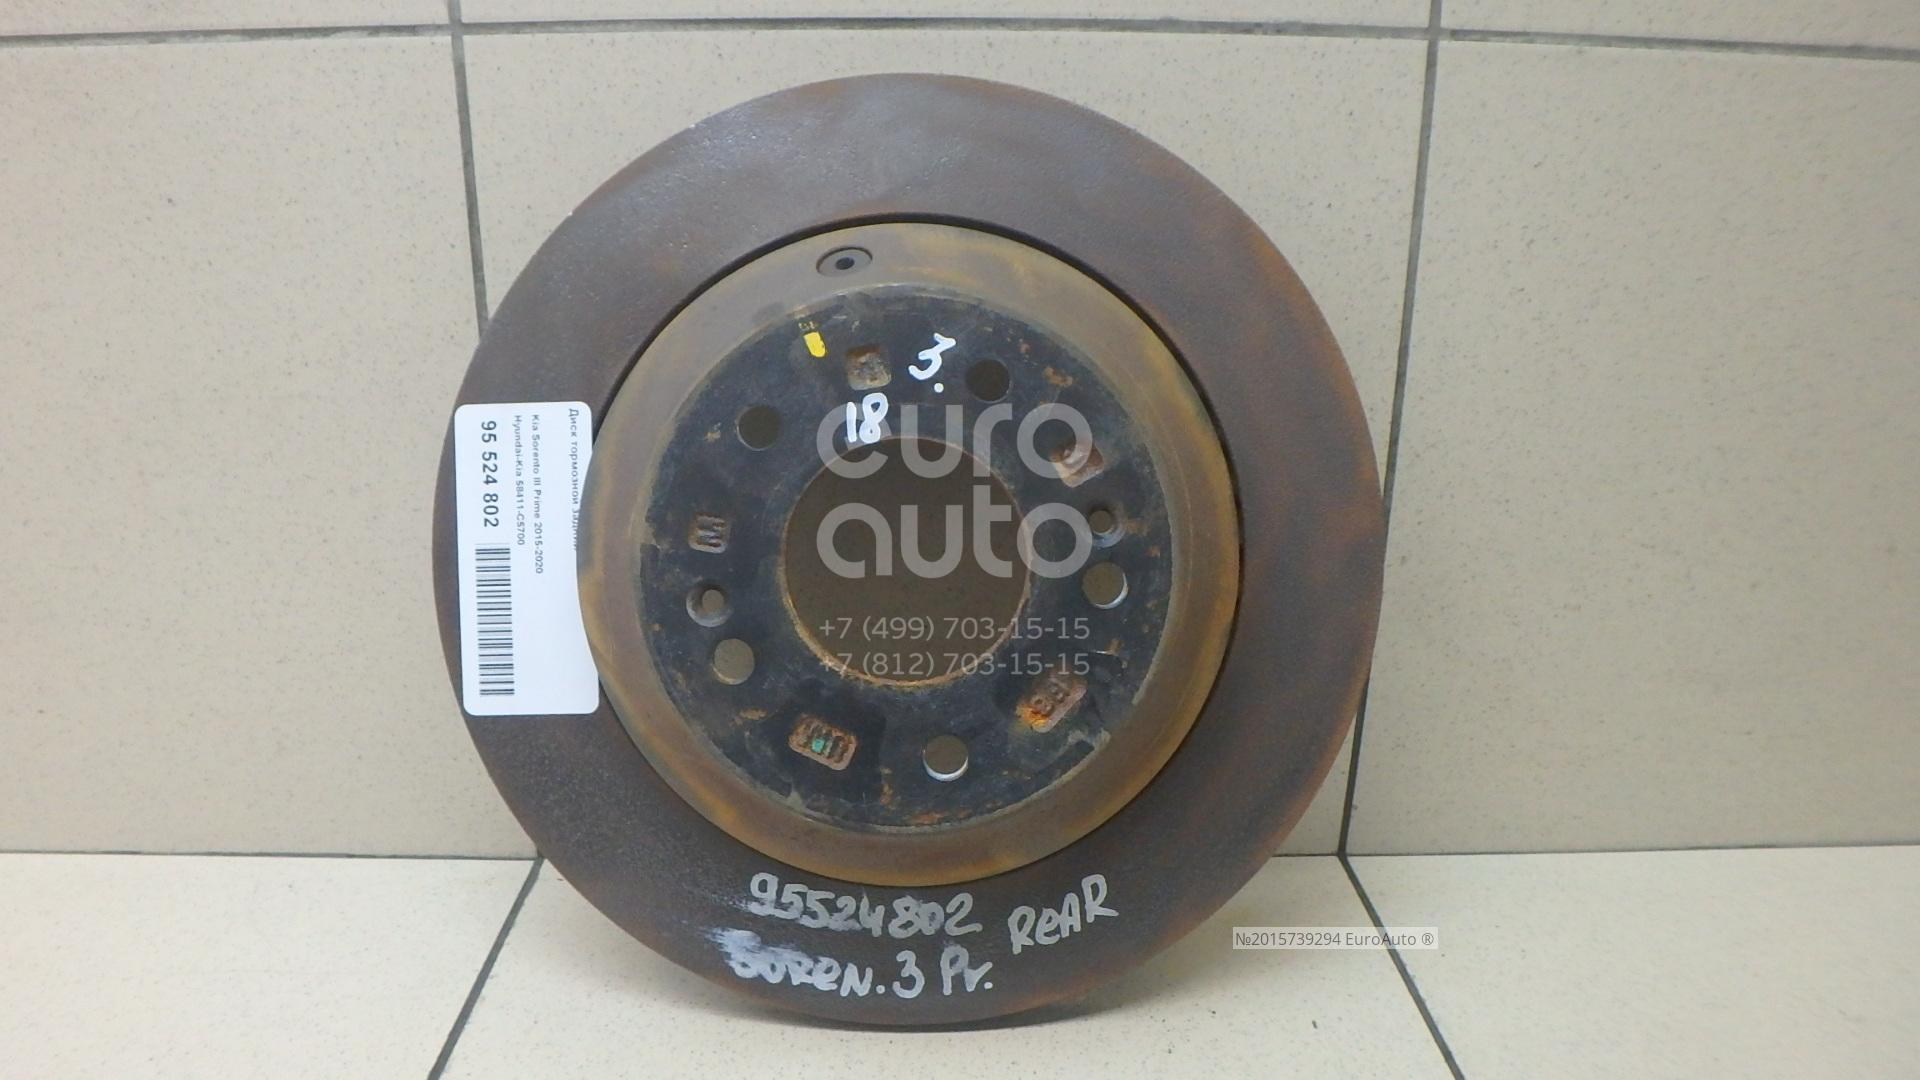 Диск тормозной задний
Kia Sorento III Prime 2015-2020
Hyundai-Kia 58411-C5700
95 524 802
3.
18
euro
auto
+7 (499) 703-15-15
+7 (812) 703-15-15
95524802 REAR
SOREN. 3 Pr.
№2015739294 EuroAuto ®